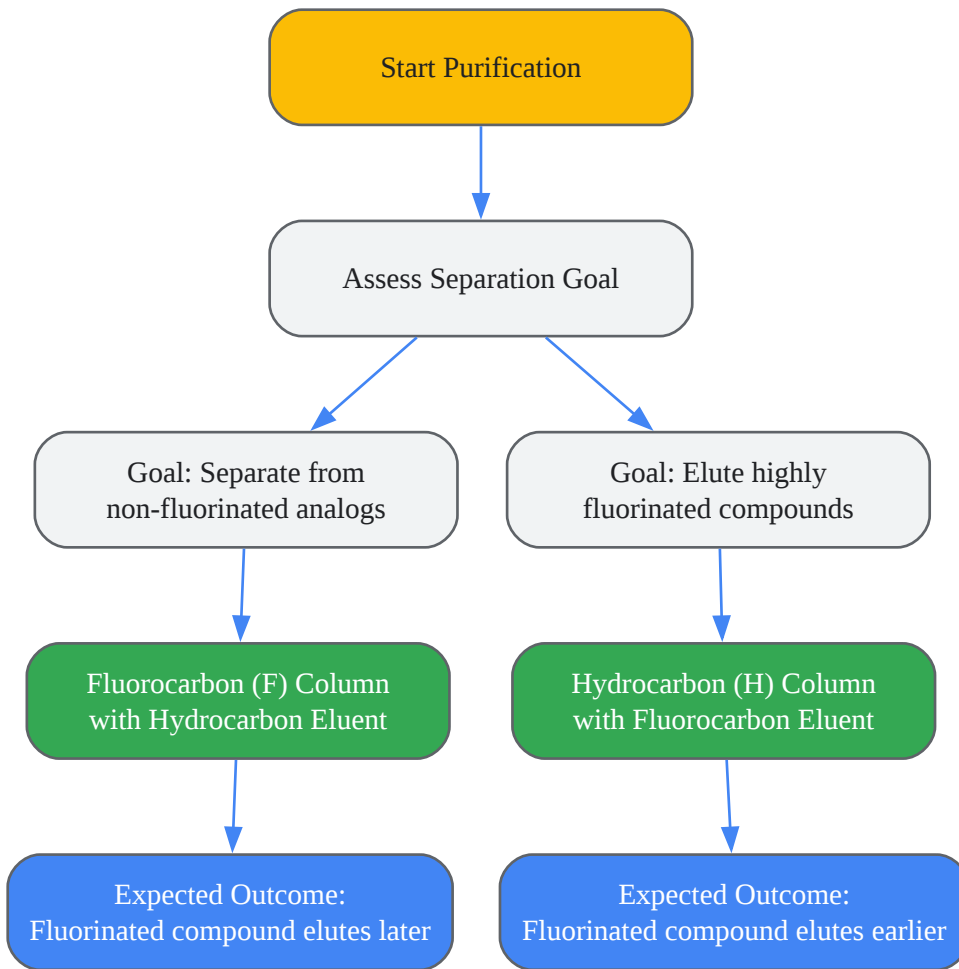 Start Purification
Assess Separation Goal
Goal: Separate from
non-fluorinated analogs
Goal: Elute highly
fluorinated compounds
Fluorocarbon (F) Column
with Hydrocarbon Eluent
Hydrocarbon (H) Column
with Fluorocarbon Eluent
Expected Outcome:
Fluorinated compound elutes later
Expected Outcome:
Fluorinated compound elutes earlier